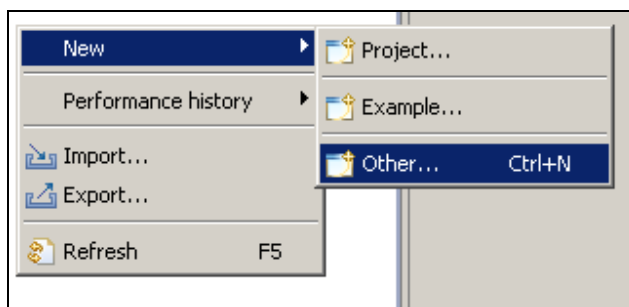 New
Project...
Performance history
Example...
Import...
Other... Ctrl+N
Export...
Refresh F5